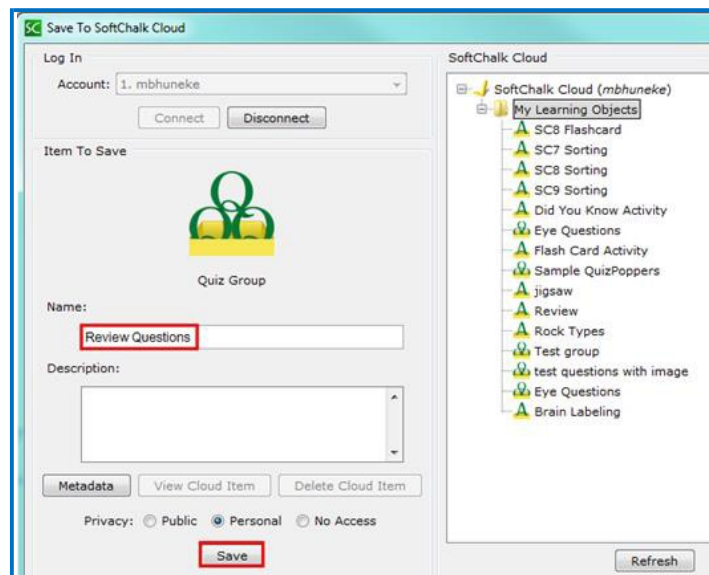 SC Save To SoftChalk Cloud
Log In
Account: 1. mbhuneke
Connect Disconnect
Item To Save
Quiz Group
Name:
Review Questions
Description:
Metadata View Cloud Item Delete Cloud Item
Privacy: Public Personal No Access
Save
SoftChalk Cloud
SoftChalk Cloud (mbhuneke)
My Learning Objects
A SC8 Flashcard
A SC7 Sorting
A SC8 Sorting
A SC9 Sorting
A Did You Know Activity
Eye Questions
A Flash Card Activity
Sample QuizPoppers
A jigsaw
A Review
A Rock Types
Test group
test questions with image
Eye Questions
A Brain Labeling
Refresh